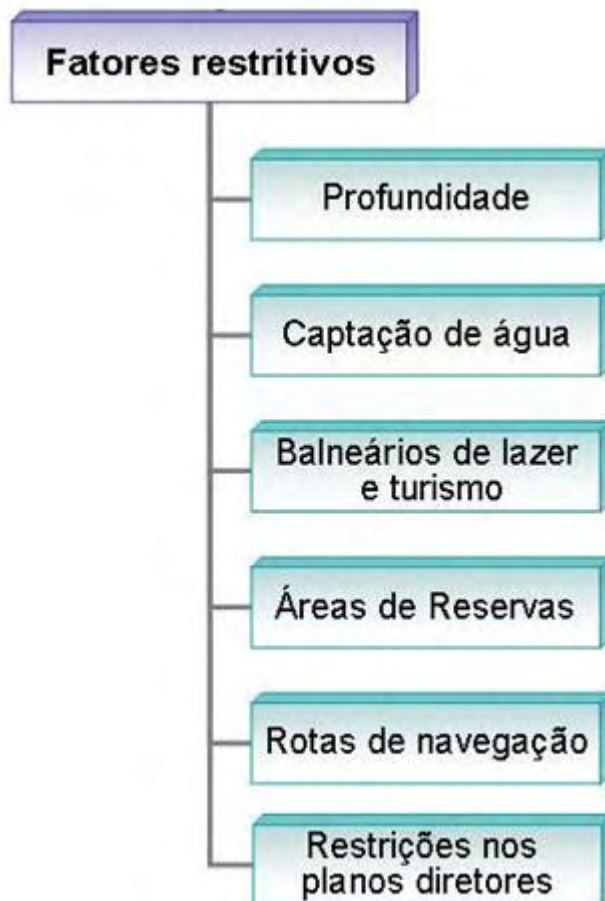 Fatores restritivos
Profundidade
Captação de água
Balneários de lazer
e turismo
Áreas de Reservas
Rotas de navegação
Restrições nos
planos diretores